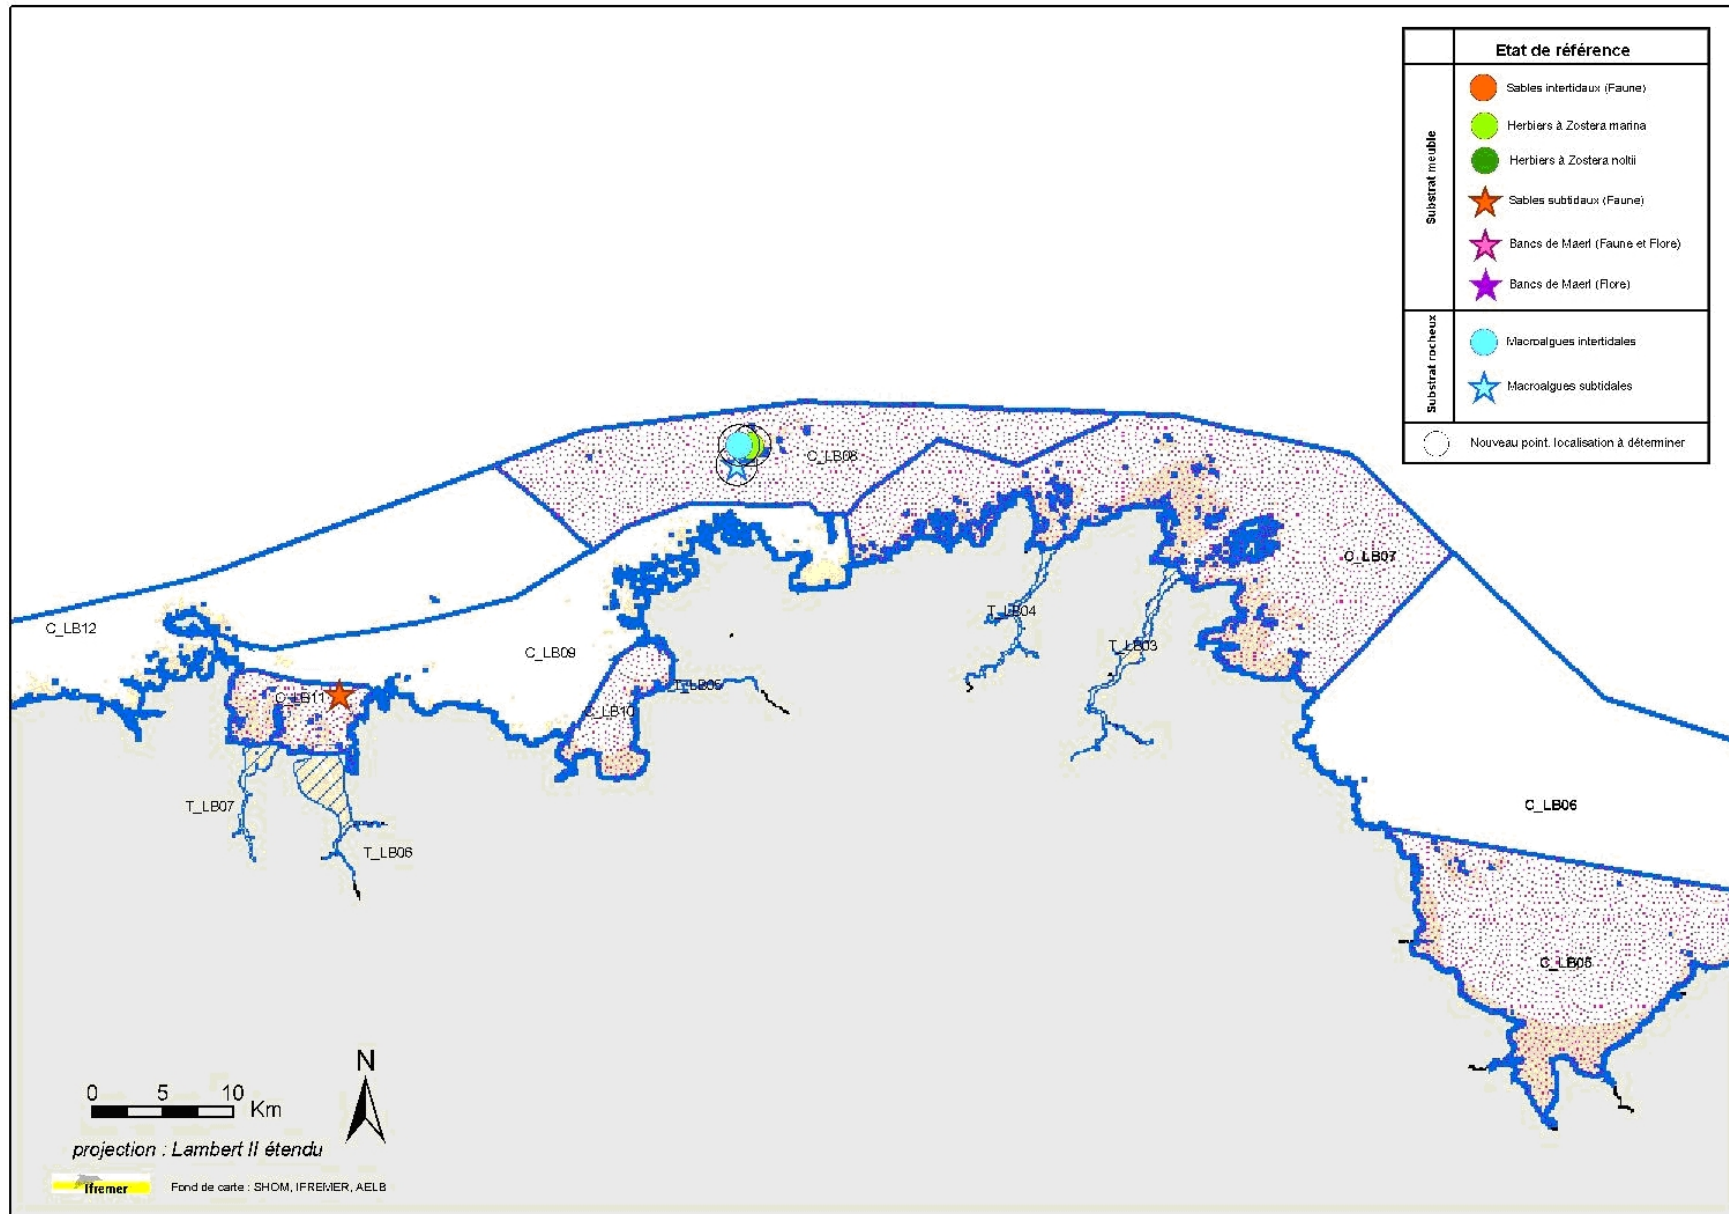 Etat de référence
Substrat meuble
Sables intertidaux (Faune)
Herbiers à Zostera marina
Herbiers à Zostera noltii
Sables subtidaux (Faune)
Bancs de Maerl (Faune et Flore)
Bancs de Maerl (Flore)
Substrat rocheux
Macroalgues intertidales
Macroalgues subtidales
Nouveau point. localisation à déterminer
C_LB08
C_LB07
T_LB04
C_LB12
T_LB03
C_LB09
T_LB05
C_LB11
C_LB10
T_LB07
C_LB06
T_LB06
C_LB05
N
0 5 10
Km
projection : Lambert II étendu
Ifremer
Fond de carte : SHOM, IFREMER, AELB